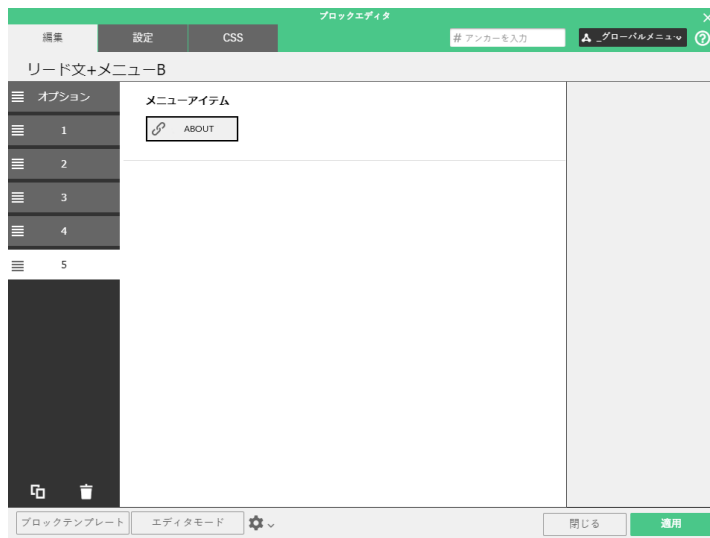 ブロックエディタ
編集 設定 CSS # アンカーを入力 _グローバルメニュー
リード文+メニューB
オプション
メニューアイテム
1
ABOUT
2
3
4
5
ブロックテンプレート エディタモード 閉じる 適用